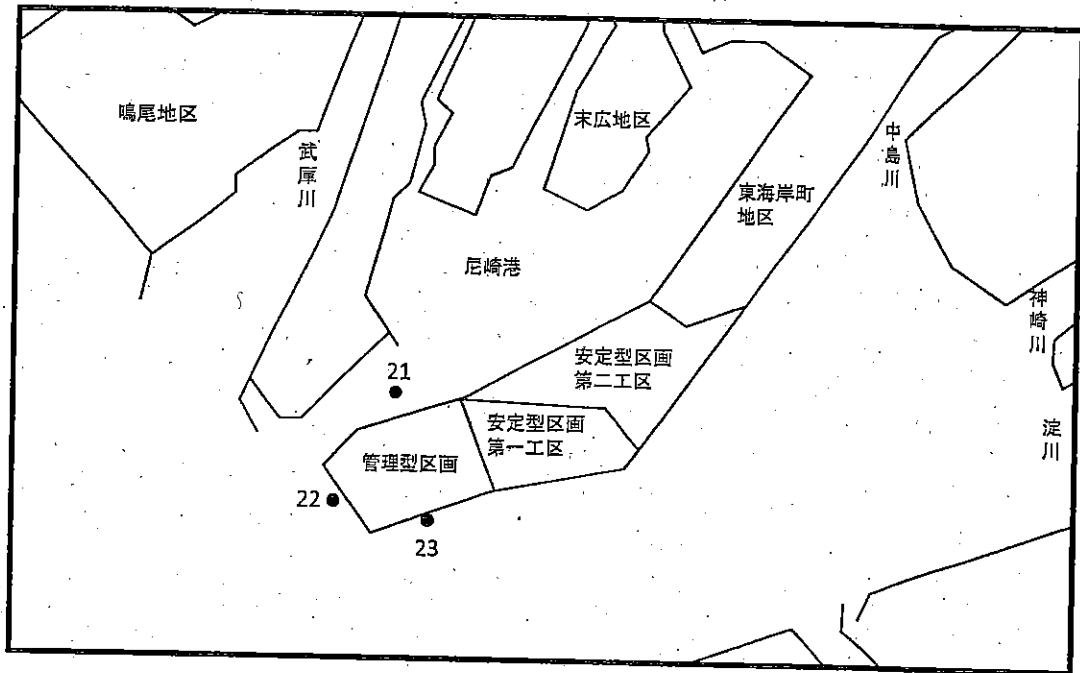 鳴尾地区
武庫川
末広地区
中島川
東海岸町
地区
尼崎港
神崎川
安定型区画
第二工区
21
安定型区画
第一工区
淀川
管理型区画
22
23